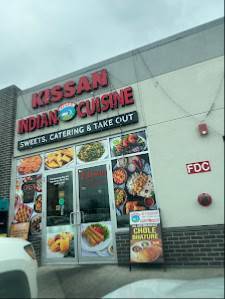 KISSAN
INDIAN CUISINE
SWEETS, CATERING & TAKE OUT
FDC
CHOLE
BHATURE